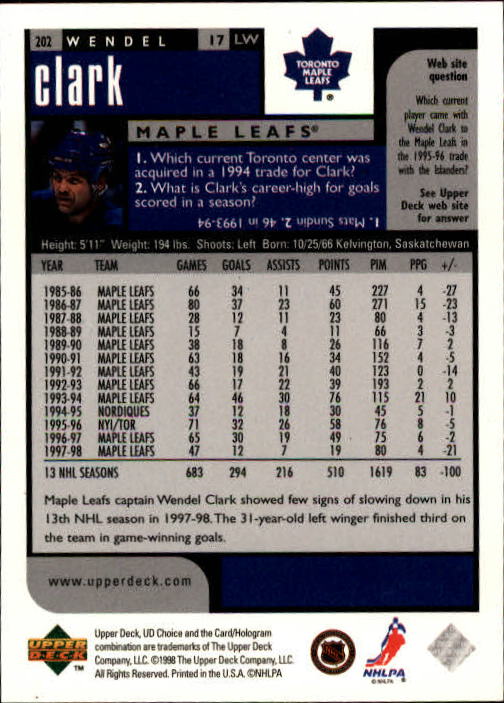 202 WENDEL 17 LW
clark
TORONTO
MAPLE
LEAFS
®
MAPLE LEAFS®
1. Which current Toronto center was
acquired in a 1994 trade for Clark?
2. What is Clark's career-high for goals
scored in a season?
1. Mats Sundin 2. 46 in 1993-94
Web site
question
Which current
player came with
Wendel Clark to
the Maple Leafs in
the 1995-96 trade
with the Islanders?
See Upper
Deck web site
for answer
Height: 5'11" Weight: 194 lbs. Shoots: Left Born: 10/25/66 Kelvington, Saskatchewan
YEAR TEAM GAMES GOALS ASSISTS POINTS PIM PPG +/-
1985-86 MAPLE LEAFS 66 34 11 45 227 4 -27
1986-87 MAPLE LEAFS 80 37 23 60 271 15 -23
1987-88 MAPLE LEAFS 28 12 11 23 80 4 -13
1988-89 MAPLE LEAFS 15 7 4 11 66 3 -3
1989-90 MAPLE LEAFS 38 18 8 26 116 7 2
1990-91 MAPLE LEAFS 63 18 16 34 152 4 -5
1991-92 MAPLE LEAFS 43 19 21 40 123 0 -14
1992-93 MAPLE LEAFS 66 17 22 39 193 2 2
1993-94 MAPLE LEAFS 64 46 30 76 115 21 10
1994-95 NORDIQUES 37 12 18 30 45 5 -1
1995-96 NYI/TOR 71 32 26 58 76 8 -5
1996-97 MAPLE LEAFS 65 30 19 49 75 6 -2
1997-98 MAPLE LEAFS 47 12 7 19 80 4 -21
13 NHL SEASONS 683 294 216 510 1619 83 -100
Maple Leafs captain Wendel Clark showed few signs of slowing down in his
13th NHL season in 1997-98. The 31-year-old left winger finished third on
the team in game-winning goals.
www.upperdeck.com
UPPER
DECK
™
Upper Deck, UD Choice and the Card/Hologram
combination are trademarks of The Upper Deck
Company, LLC. ©1998 The Upper Deck Company, LLC.
All Rights Reserved. Printed in the U.S.A. ©NHLPA
NHLPA
© NHLPA